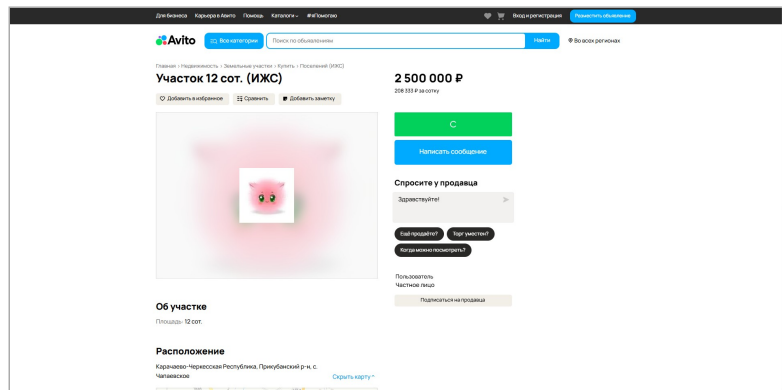 Для бизнеса Карьера в Авито Помощь Каталоги #яПомогаю Вход и регистрация Разместить объявление
Avito Все категории Поиск по объявлениям Найти Во всех регионах
Главная › Недвижимость › Земельные участки › Купить › Поселений (ИЖС)
Участок 12 сот. (ИЖС)
2 500 000 ₽
208 333 ₽ за сотку
Добавить в избранное Сравнить Добавить заметку
Написать сообщение
Спросите у продавца
Здравствуйте!
Ещё продаёте? Торг уместен?
Когда можно посмотреть?
Пользователь
Частное лицо
Подписаться на продавца
Об участке
Площадь: 12 сот.
Расположение
Карачаево-Черкесская Республика, Прикубанский р-н, с.
Чапаевское
Скрыть карту